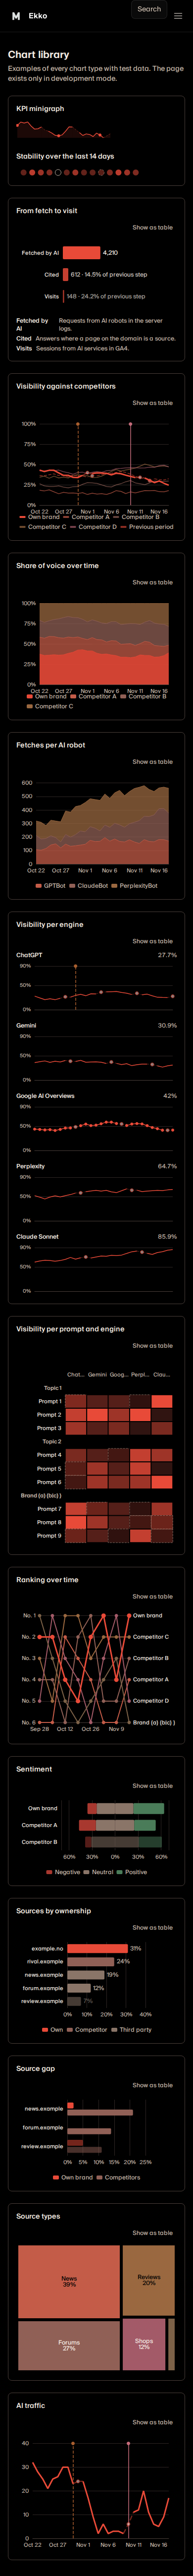 Search
Ekko
Chart library
Examples of every chart type with test data. The page
exists only in development mode.
KPI minigraph
Stability over the last 14 days
From fetch to visit
Show as table
Fetched by AI 4,210
Cited 612 · 14.5% of previous step
Visits 148 · 24.2% of previous step
Fetched by AI Requests from AI robots in the server logs.
Cited Answers where a page on the domain is a source.
Visits Sessions from AI services in GA4.
Visibility against competitors
Show as table
100%
75%
50%
25%
0%
Oct 22 Oct 27 Nov 1 Nov 6 Nov 11 Nov 16
Own brand Competitor A Competitor B
Competitor C Competitor D Previous period
Share of voice over time
Show as table
100%
75%
50%
25%
0%
Oct 22 Oct 27 Nov 1 Nov 6 Nov 11 Nov 16
Own brand Competitor A Competitor B
Competitor C
Fetches per AI robot
Show as table
600
500
400
300
200
100
0
Oct 22 Oct 27 Nov 1 Nov 6 Nov 11 Nov 16
GPTBot ClaudeBot PerplexityBot
Visibility per engine
Show as table
ChatGPT 27.7%
90%
50%
0%
Gemini 30.9%
90%
50%
0%
Google AI Overviews 42%
90%
50%
0%
Perplexity 64.7%
90%
50%
0%
Claude Sonnet 85.9%
90%
50%
0%
Visibility per prompt and engine
Show as table
Chat... Gemini Goog... Perpl... Clau...
Topic 1
Prompt 1
Prompt 2
Prompt 3
Topic 2
Prompt 4
Prompt 5
Prompt 6
Brand (a) (b(c) )
Prompt 7
Prompt 8
Prompt 9
Ranking over time
Show as table
No. 1 Own brand
No. 2 Competitor C
No. 3 Competitor B
No. 4 Competitor A
No. 5 Competitor D
No. 6 Brand (a) (b(c) )
Sep 28 Oct 12 Oct 26 Nov 9
Sentiment
Show as table
Own brand
Competitor A
Competitor B
60% 30% 0% 30% 60%
Negative Neutral Positive
Sources by ownership
Show as table
example.no 31%
rival.example 24%
news.example 19%
forum.example 12%
review.example 7%
0% 10% 20% 30% 40%
Own Competitor Third party
Source gap
Show as table
news.example
forum.example
review.example
0% 5% 10% 15% 20% 25%
Own brand Competitors
Source types
Show as table
News
39%
Reviews
20%
Forums
27%
Shops
12%
AI traffic
Show as table
40
30
20
10
0
Oct 22 Oct 27 Nov 1 Nov 6 Nov 11 Nov 16